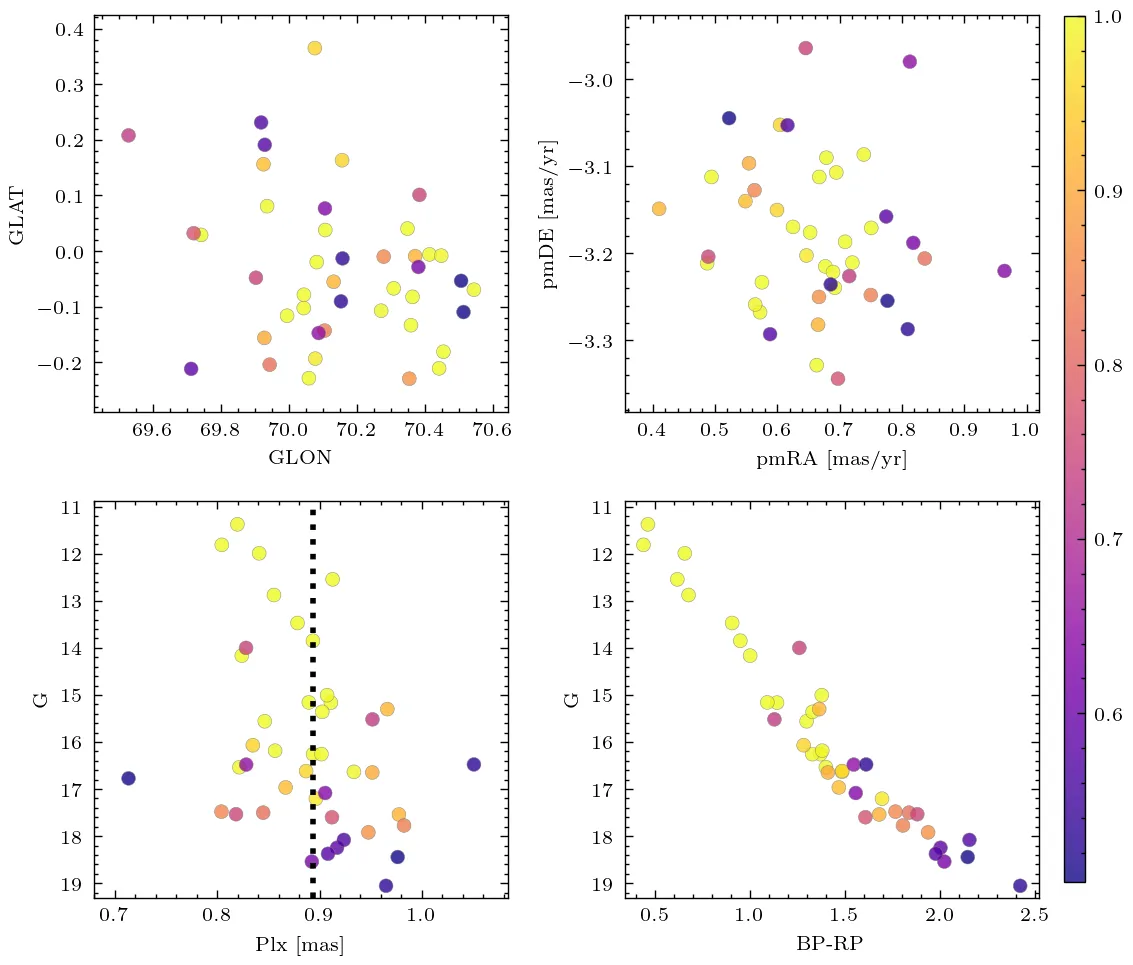 0.4
0.3
0.2
0.1
0.0
−0.1
−0.2
GLAT
69.6 69.8 70.0 70.2 70.4 70.6
GLON
−3.0
−3.1
−3.2
−3.3
pmDE [mas/yr]
0.4 0.5 0.6 0.7 0.8 0.9 1.0
pmRA [mas/yr]
11
12
13
14
15
16
17
18
19
G
0.7 0.8 0.9 1.0
Plx [mas]
11
12
13
14
15
16
17
18
19
G
0.5 1.0 1.5 2.0 2.5
BP-RP
1.0
0.9
0.8
0.7
0.6